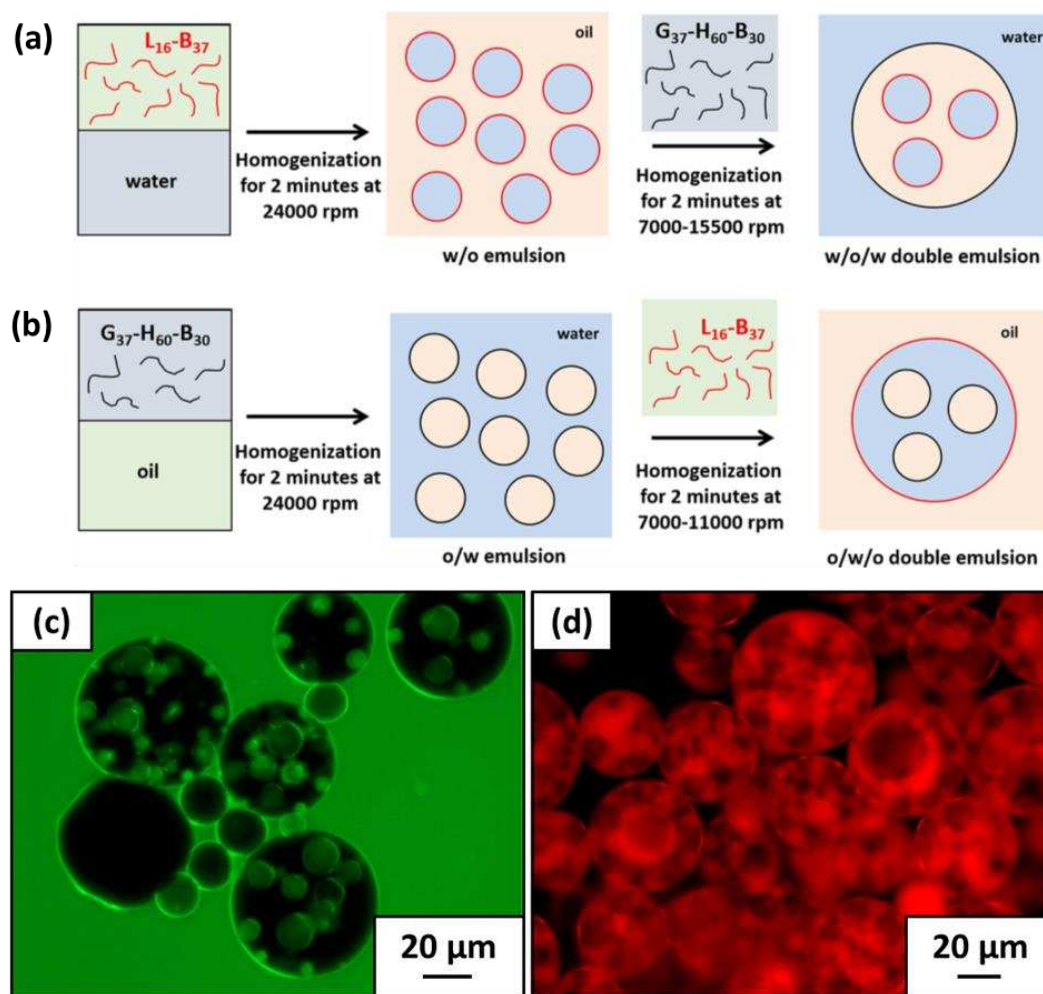 (a)
L₁₆-B₃₇
water
Homogenization
for 2 minutes at
24000 rpm
oil
w/o emulsion
G₃₇-H₆₀-B₃₀
Homogenization
for 2 minutes at
7000-15500 rpm
water
w/o/w double emulsion
(b)
G₃₇-H₆₀-B₃₀
oil
Homogenization
for 2 minutes at
24000 rpm
water
o/w emulsion
L₁₆-B₃₇
Homogenization
for 2 minutes at
7000-11000 rpm
oil
o/w/o double emulsion
(c)
20 µm
(d)
20 µm